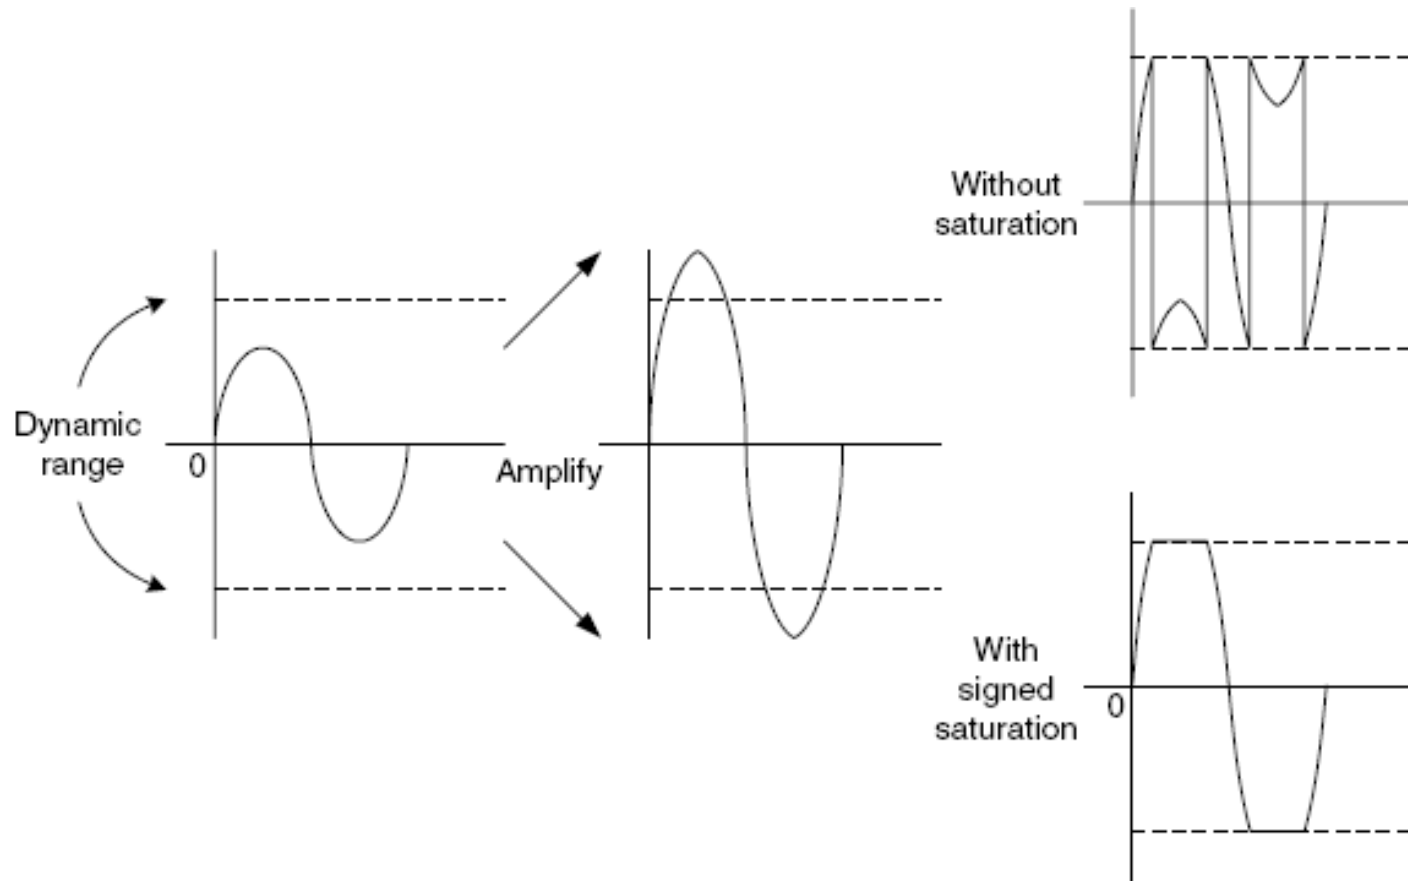 Without
saturation
Dynamic
range
0
Amplify
With
signed
saturation
0